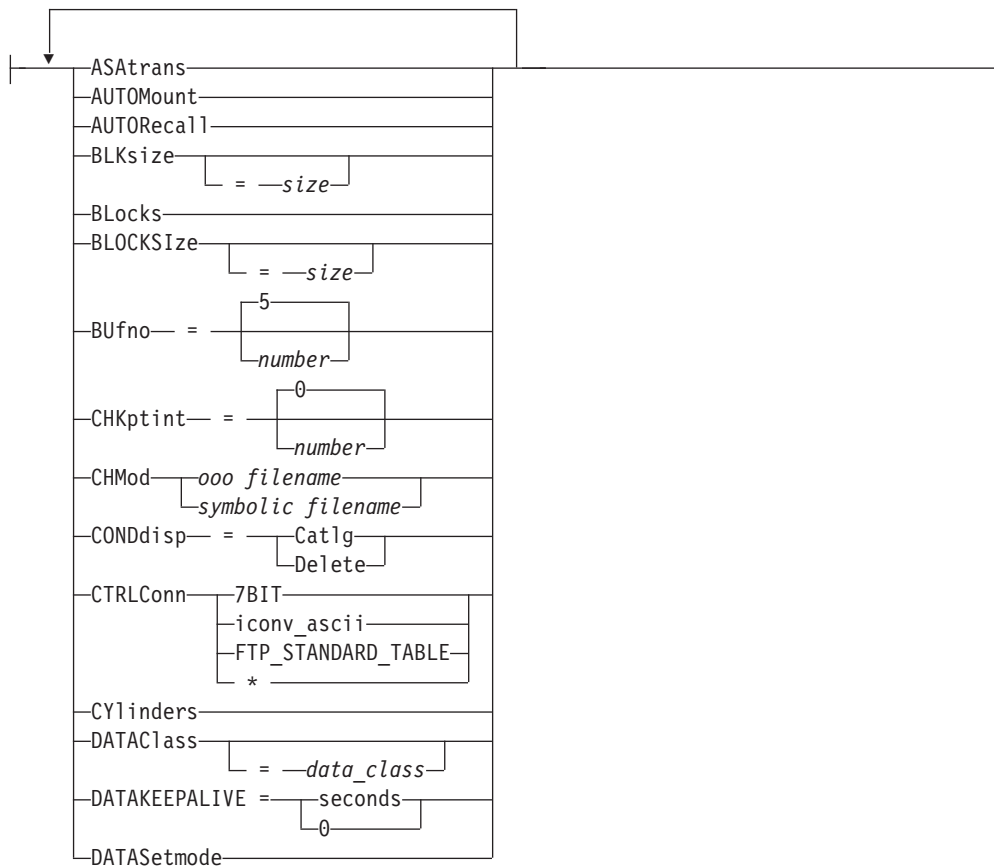 ASAtrans
AUTOMount
AUTORecall
BLKsize
= size
BLocks
BLOCKSIze
= size
5
BUfno =
number
0
CHKptint =
number
CHMod ooo filename
symbolic filename
CONDdisp = Catlg
Delete
CTRLConn 7BIT
iconv_ascii
FTP_STANDARD_TABLE
*
CYlinders
DATAClass
= data_class
DATAKEEPALIVE = seconds
0
DATASetmode